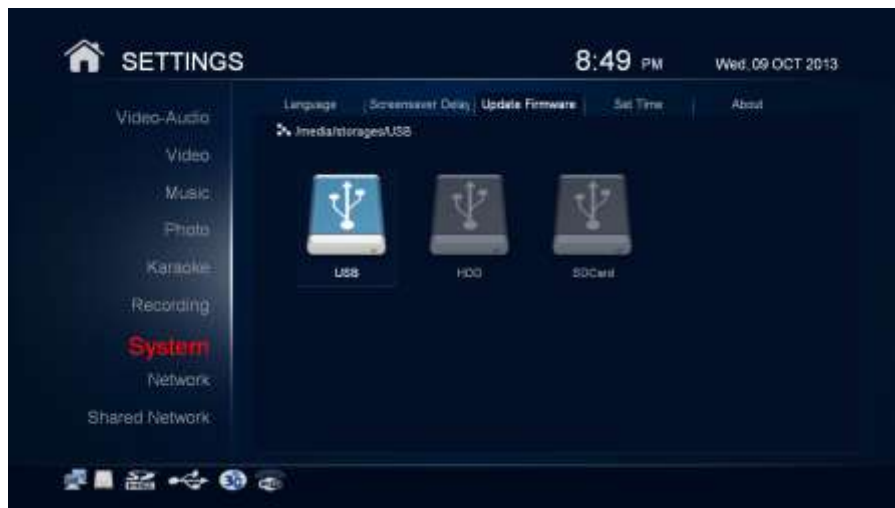 SETTINGS
8:49 PM
Wed, 09 OCT 2013
Language
Screensaver Delay
Update Firmware
Set Time
About
/media/storages/USB
Video-Audio
Video
Music
Photo
Karaoke
Recording
System
Network
Shared Network
USB
HDD
SDCard